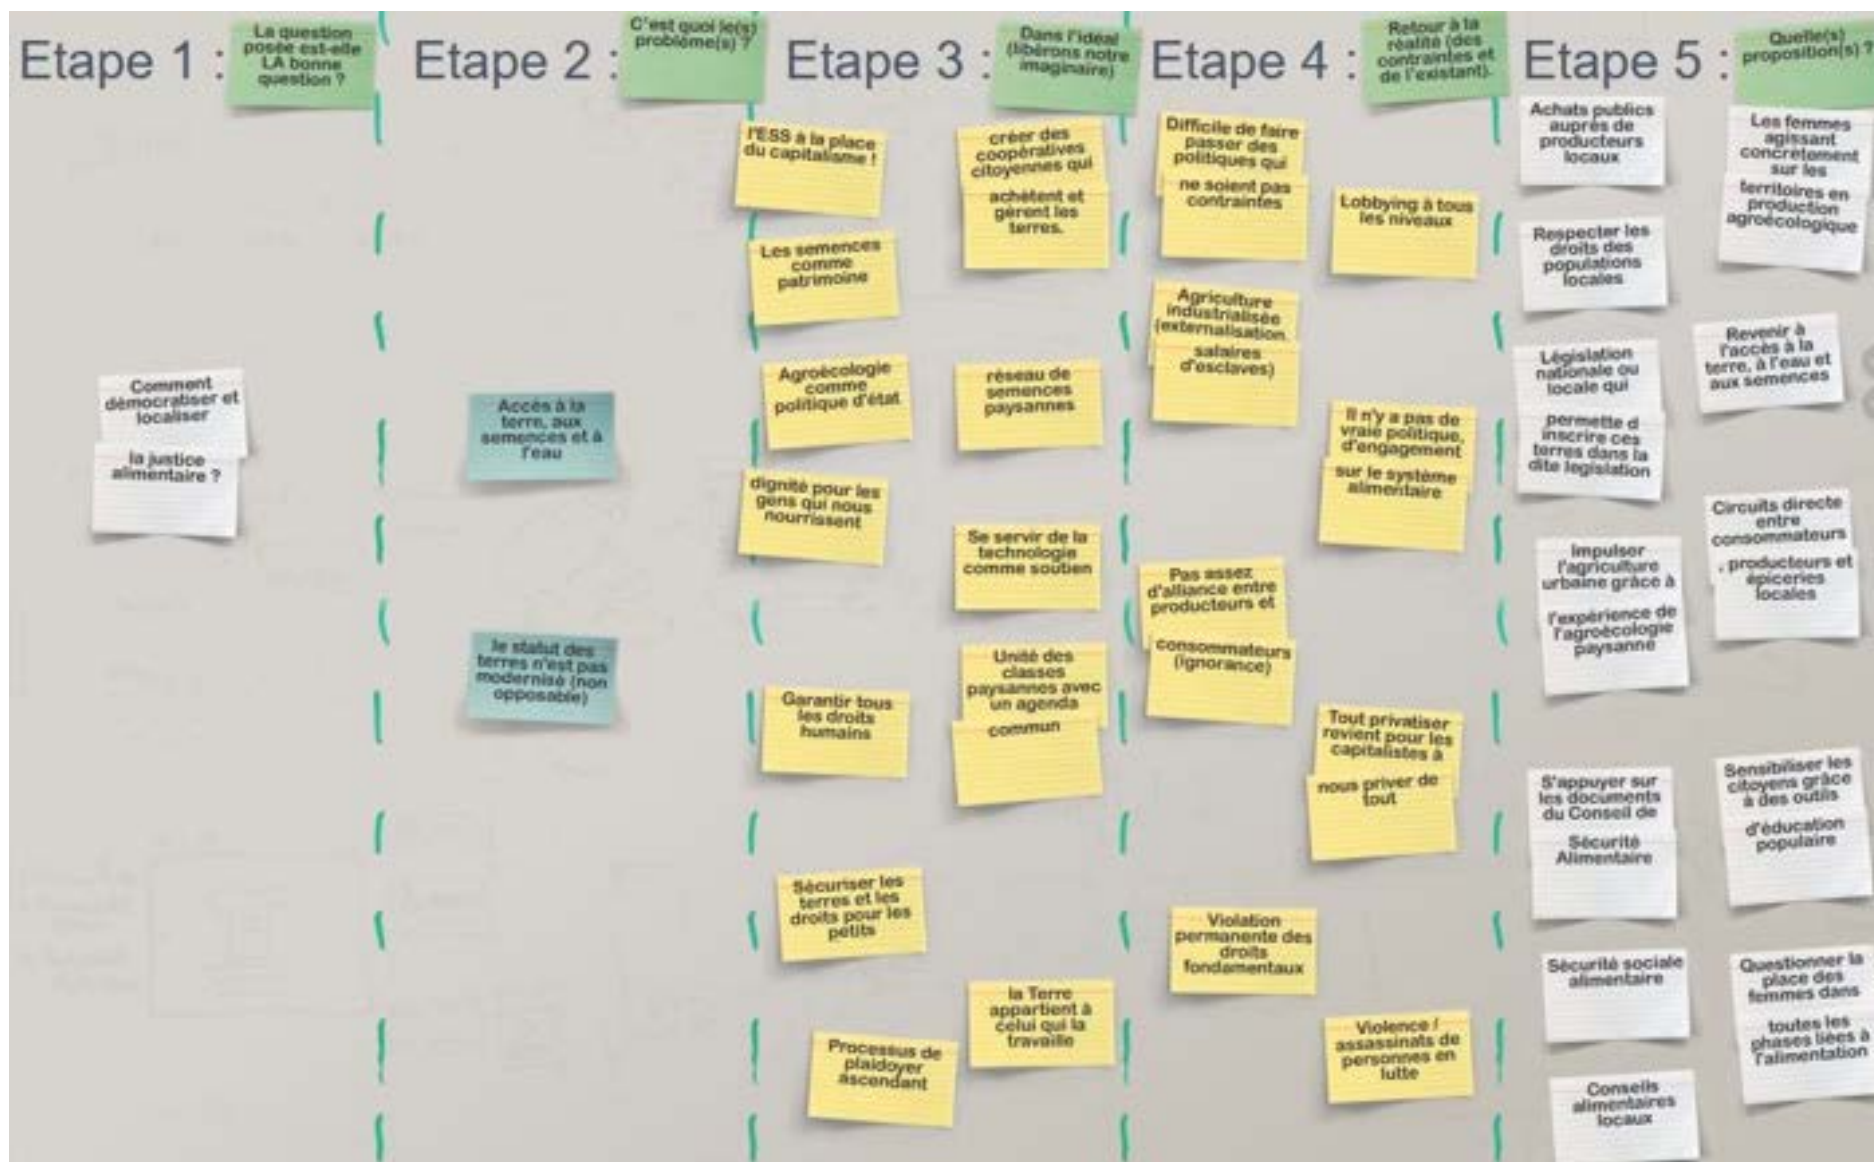 Etape 1 :
La question
posée est-elle
LA bonne
question ?
Comment
démocratiser et
localiser
la justice
alimentaire ?
Etape 2 :
C'est quoi le(s)
problème(s) ?
Accès à la
terre, aux
semences et à
l'eau
le statut des
terres n'est pas
modernisé (non
opposable)
Etape 3 :
Dans l'idéal
(libérons notre
imaginaire)
l'ESS à la place
du capitalisme !
créer des
coopératives
citoyennes qui
achètent et
gèrent les
terres.
Les semences
comme
patrimoine
Agroécologie
comme
politique d'état
réseau de
semences
paysannes
dignité pour les
gens qui nous
nourrissent
Se servir de la
technologie
comme soutien
Unité des
classes
paysannes avec
un agenda
commun
Garantir tous
les droits
humains
Sécuriser les
terres et les
droits pour les
petits
la Terre
appartient à
celui qui la
travaille
Processus de
plaidoyer
ascendant
Etape 4 :
Retour à la
réalité (des
contraintes et
de l'existant).
Difficile de faire
passer des
politiques qui
ne soient pas
contraintes
Lobbying à tous
les niveaux
Agriculture
industrialisée
(externalisation,
salaires
d'esclaves)
Il n'y a pas de
vraie politique,
d'engagement
sur le système
alimentaire
Pas assez
d'alliance entre
producteurs et
consommateurs
(ignorance)
Tout privatiser
revient pour les
capitalistes à
nous priver de
tout
Violation
permanente des
droits
fondamentaux
Violence /
assassinats de
personnes en
lutte
Etape 5 :
Quelle(s)
proposition(s) ?
Achats publics
auprès de
producteurs
locaux
Les femmes
agissant
concrètement
sur les
territoires en
production
agroécologique
Respecter les
droits des
populations
locales
Revenir à
l'accès à la
terre, à l'eau et
aux semences
Législation
nationale ou
locale qui
permette d
inscrire ces
terres dans la
dite legislation
Circuits directe
entre
consommateurs
, producteurs et
épiceries
locales
Impulser
l'agriculture
urbaine grâce à
l'expérience de
l'agroécologie
paysanne
S'appuyer sur
les documents
du Conseil de
Sécurité
Alimentaire
Sensibiliser les
citoyens grâce
à des outils
d'éducation
populaire
Sécurité sociale
alimentaire
Questionner la
place des
femmes dans
toutes les
phases liées à
l'alimentation
Conseils
alimentaires
locaux